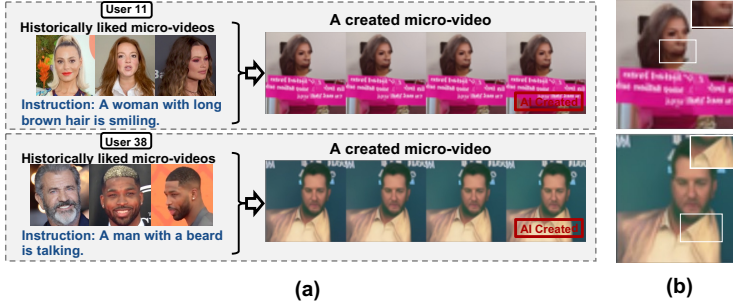 User 11
Historically liked micro-videos
A created micro-video
Instruction: A woman with long
brown hair is smiling.
AI Created
User 38
Historically liked micro-videos
A created micro-video
Instruction: A man with a beard
is talking.
AI Created
(a)
(b)